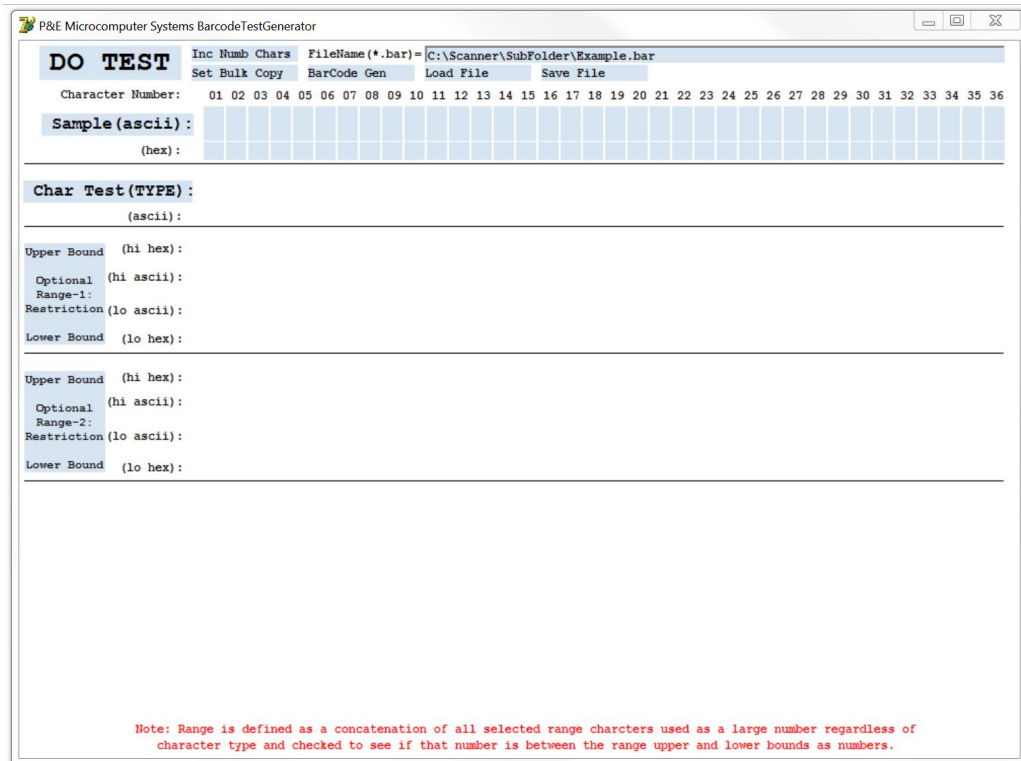 P&E Microcomputer Systems BarcodeTestGenerator
DO TEST Inc Numb Chars FileName(*.bar)= C:\Scanner\SubFolder\Example.bar
Set Bulk Copy BarCode Gen Load File Save File
Character Number: 01 02 03 04 05 06 07 08 09 10 11 12 13 14 15 16 17 18 19 20 21 22 23 24 25 26 27 28 29 30 31 32 33 34 35 36
Sample(ascii):
(hex):
Char Test(TYPE):
(ascii):
Upper Bound (hi hex):
Optional (hi ascii):
Range-1:
Restriction (lo ascii):
Lower Bound (lo hex):
Upper Bound (hi hex):
Optional (hi ascii):
Range-2:
Restriction (lo ascii):
Lower Bound (lo hex):
Note: Range is defined as a concatenation of all selected range charcters used as a large number regardless of
character type and checked to see if that number is between the range upper and lower bounds as numbers.